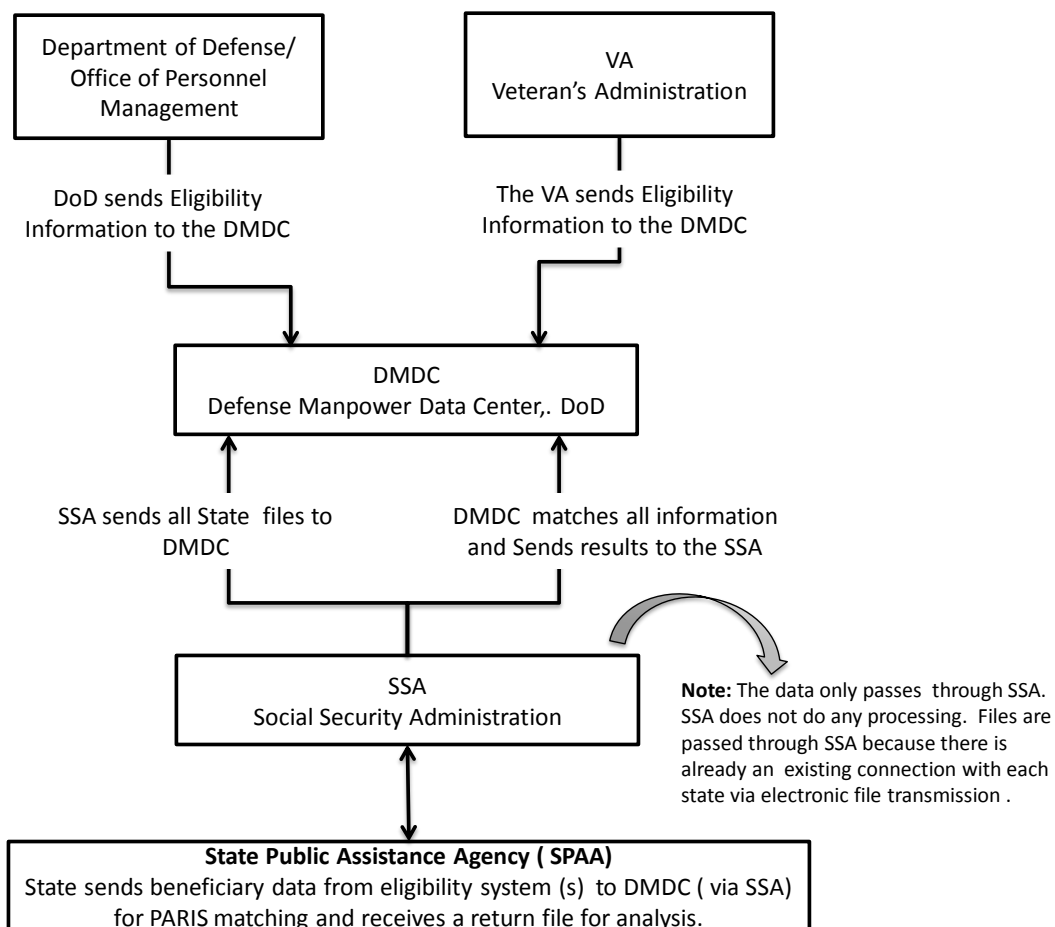 Department of Defense/
Office of Personnel
Management
VA
Veteran's Administration
DoD sends Eligibility
Information to the DMDC
The VA sends Eligibility
Information to the DMDC
DMDC
Defense Manpower Data Center,. DoD
SSA sends all State files to
DMDC
DMDC matches all information
and Sends results to the SSA
SSA
Social Security Administration
Note: The data only passes through SSA.
SSA does not do any processing. Files are
passed through SSA because there is
already an existing connection with each
state via electronic file transmission .
State Public Assistance Agency ( SPAA)
State sends beneficiary data from eligibility system (s) to DMDC ( via SSA)
for PARIS matching and receives a return file for analysis.